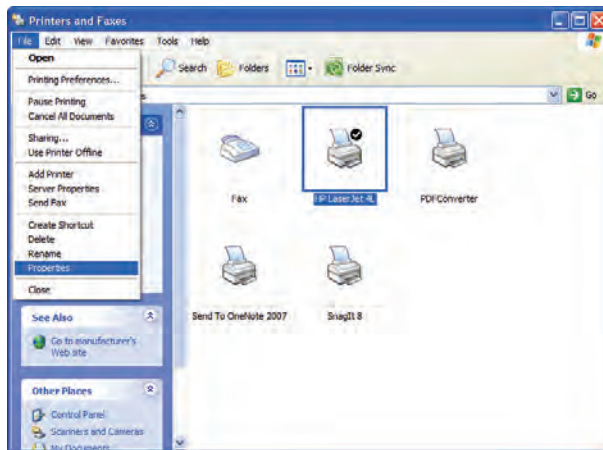 Printers and Faxes
File Edit View Favorites Tools Help
Open
Printing Preferences...
Pause Printing
Cancel All Documents
Sharing...
Use Printer Offline
Add Printer
Server Properties
Send Fax
Create Shortcut
Delete
Rename
Properties
Close
Search Folders Folder Sync
s
Go
Fax
HP LaserJet 4L
PDFConverter
Send To OneNote 2007
SnagIt 8
See Also
Go to manufacturer's
Web site
Other Places
Control Panel
Scanners and Cameras
My Documents